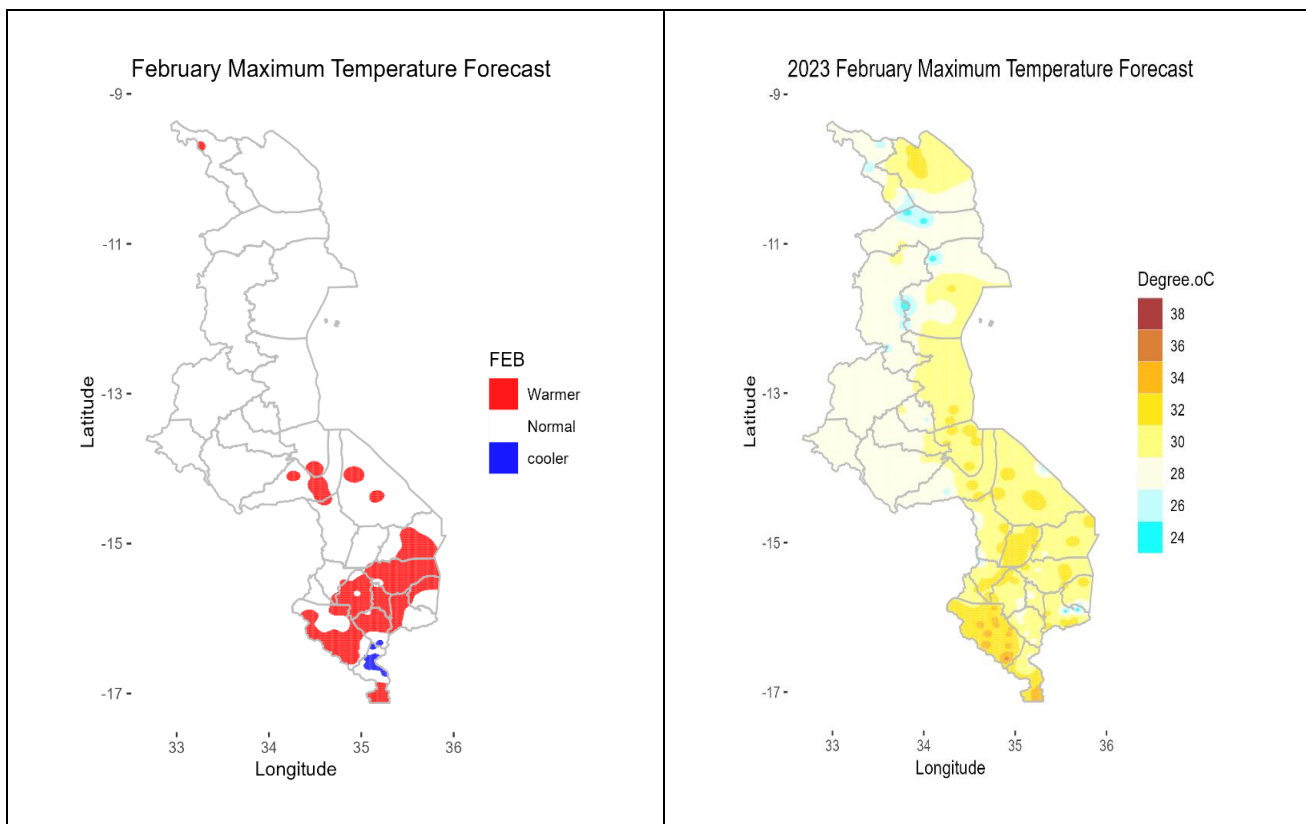 February Maximum Temperature Forecast
-9
-11
-13
-15
-17
Latitude
33 34 35 36
Longitude
FEB
Warmer
Normal
cooler
2023 February Maximum Temperature Forecast
-9
-11
-13
-15
-17
Latitude
33 34 35 36
Longitude
Degree.oC
38
36
34
32
30
28
26
24